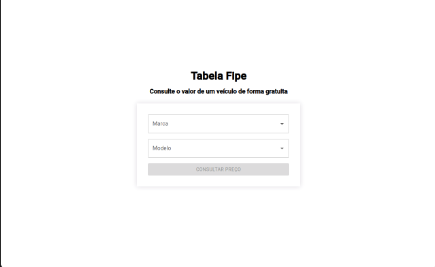 Tabela Fipe
Consulte o valor de um veículo de forma gratuita
Marca
Modelo
CONSULTAR PREÇO